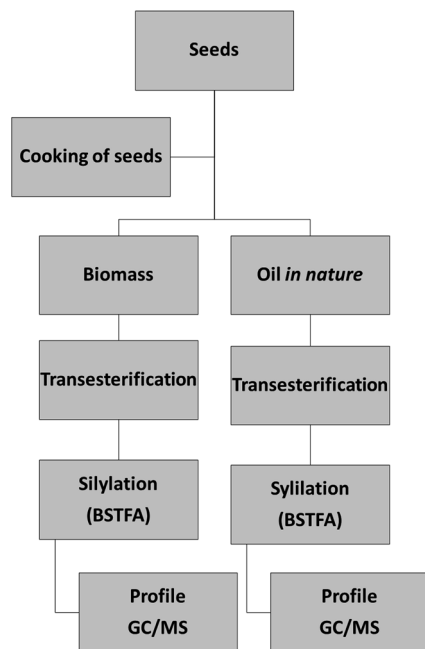 Seeds
Cooking of seeds
Biomass
Oil in nature
Transesterification
Transesterification
Silylation
(BSTFA)
Sylilation
(BSTFA)
Profile
GC/MS
Profile
GC/MS